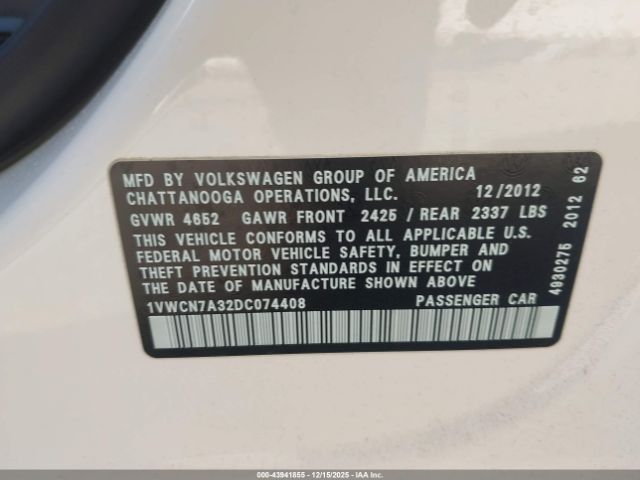 MFD BY VOLKSWAGEN GROUP OF AMERICA
CHATTANOOGA OPERATIONS, LLC. 12/2012
GVWR 4652 GAWR FRONT 2425 / REAR 2337 LBS
THIS VEHICLE CONFORMS TO ALL APPLICABLE U.S.
FEDERAL MOTOR VEHICLE SAFETY, BUMPER AND
THEFT PREVENTION STANDARDS IN EFFECT ON
THE DATE OF MANUFACTURE SHOWN ABOVE
1VWCN7A32DC074408 PASSENGER CAR
4930275 2012 62
000-43941855 - 12/15/2025 - IAA, Inc.